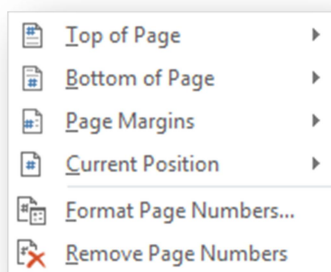 Top of Page
Bottom of Page
Page Margins
Current Position
Format Page Numbers...
Remove Page Numbers